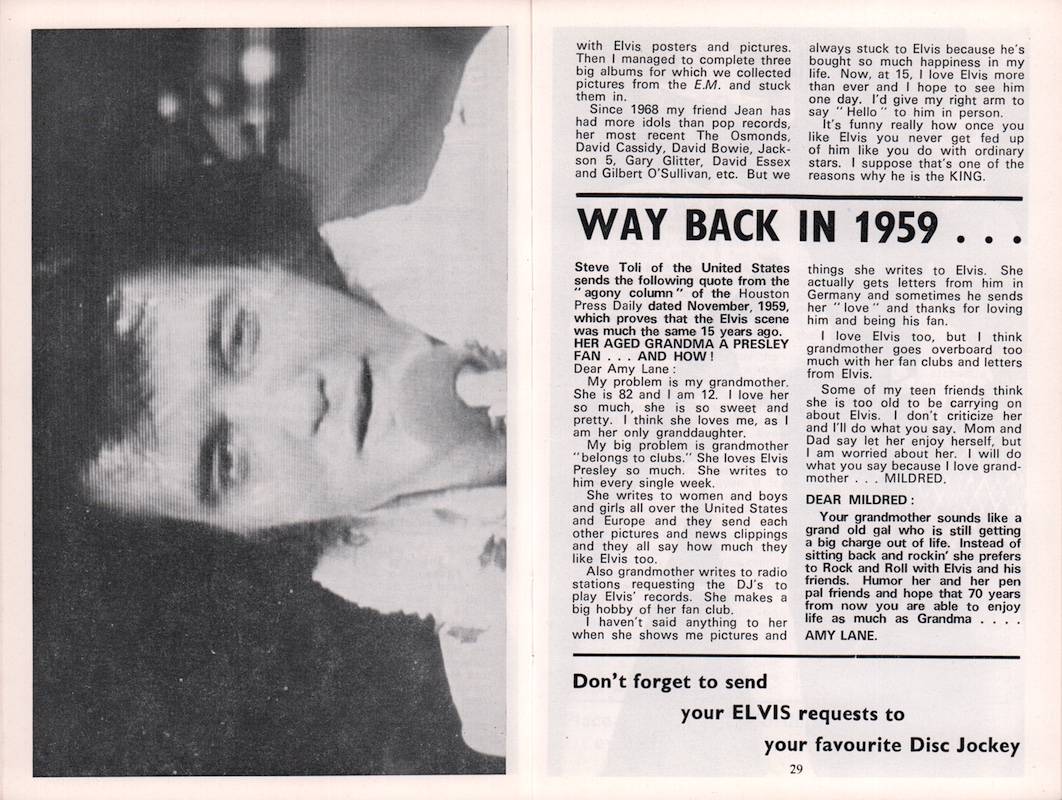 with Elvis posters and pictures.
Then I managed to complete three
big albums for which we collected
pictures from the E.M. and stuck
them in.
Since 1968 my friend Jean has
had more idols than pop records,
her most recent The Osmonds,
David Cassidy, David Bowie, Jack-
son 5, Gary Glitter, David Essex
and Gilbert O'Sullivan, etc. But we
always stuck to Elvis because he's
bought so much happiness in my
life. Now, at 15, I love Elvis more
than ever and I hope to see him
one day. I'd give my right arm to
say "Hello" to him in person.
It's funny really how once you
like Elvis you never get fed up
of him like you do with ordinary
stars. I suppose that's one of the
reasons why he is the KING.
WAY BACK IN 1959 . . .
Steve Toli of the United States
sends the following quote from the
"agony column" of the Houston
Press Daily dated November, 1959,
which proves that the Elvis scene
was much the same 15 years ago.
HER AGED GRANDMA A PRESLEY
FAN . . . AND HOW !
Dear Amy Lane :
My problem is my grandmother.
She is 82 and I am 12. I love her
so much, she is so sweet and
pretty. I think she loves me, as I
am her only granddaughter.
My big problem is grandmother
"belongs to clubs." She loves Elvis
Presley so much. She writes to
him every single week.
She writes to women and boys
and girls all over the United States
and Europe and they send each
other pictures and news clippings
and they all say how much they
like Elvis too.
Also grandmother writes to radio
stations requesting the DJ's to
play Elvis' records. She makes a
big hobby of her fan club.
I haven't said anything to her
when she shows me pictures and
things she writes to Elvis. She
actually gets letters from him in
Germany and sometimes he sends
her "love" and thanks for loving
him and being his fan.
I love Elvis too, but I think
grandmother goes overboard too
much with her fan clubs and letters
from Elvis.
Some of my teen friends think
she is too old to be carrying on
about Elvis. I don't criticize her
and I'll do what you say. Mom and
Dad say let her enjoy herself, but
I am worried about her. I will do
what you say because I love grand-
mother . . . MILDRED.
DEAR MILDRED :
Your grandmother sounds like a
grand old gal who is still getting
a big charge out of life. Instead of
sitting back and rockin' she prefers
to Rock and Roll with Elvis and his
friends. Humor her and her pen
pal friends and hope that 70 years
from now you are able to enjoy
life as much as Grandma . . . .
AMY LANE.
Don't forget to send
your ELVIS requests to
your favourite Disc Jockey
29